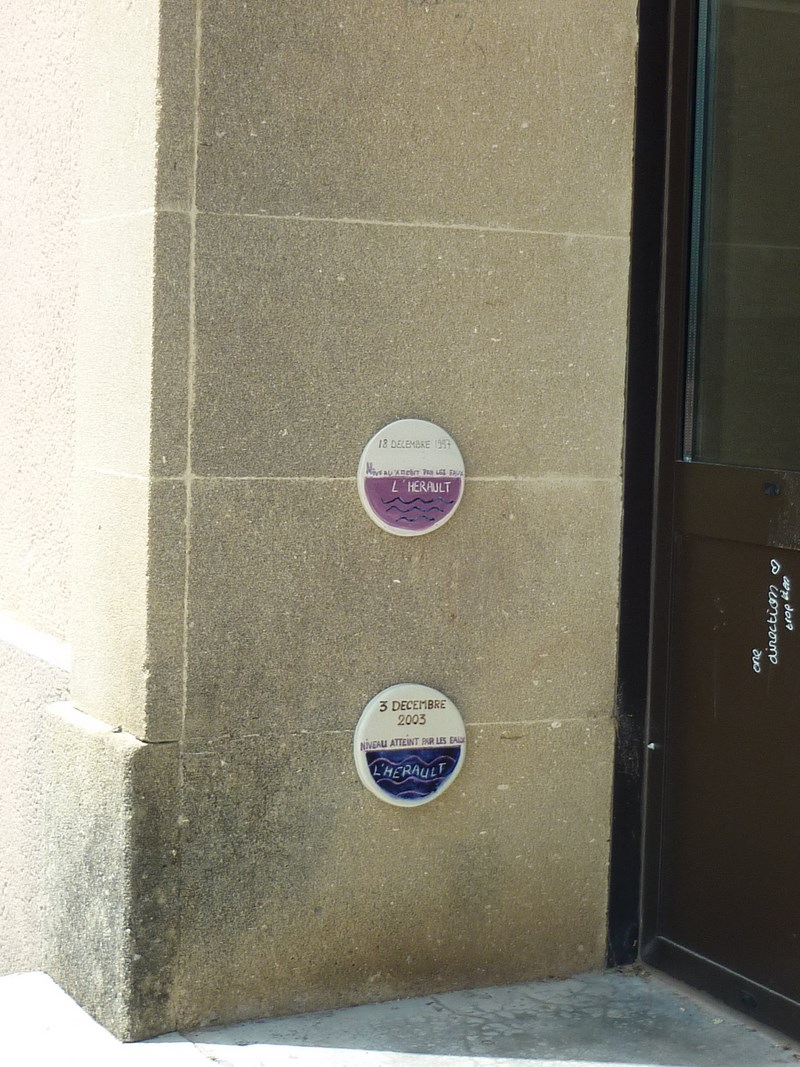 18 DECEMBRE 1997
NIVEAU ATTEINT PAR LES EAUX
L'HERAULT
3 DECEMBRE
2003
NIVEAU ATTEINT PAR LES EAUX
L'HERAULT
one
direction ♡